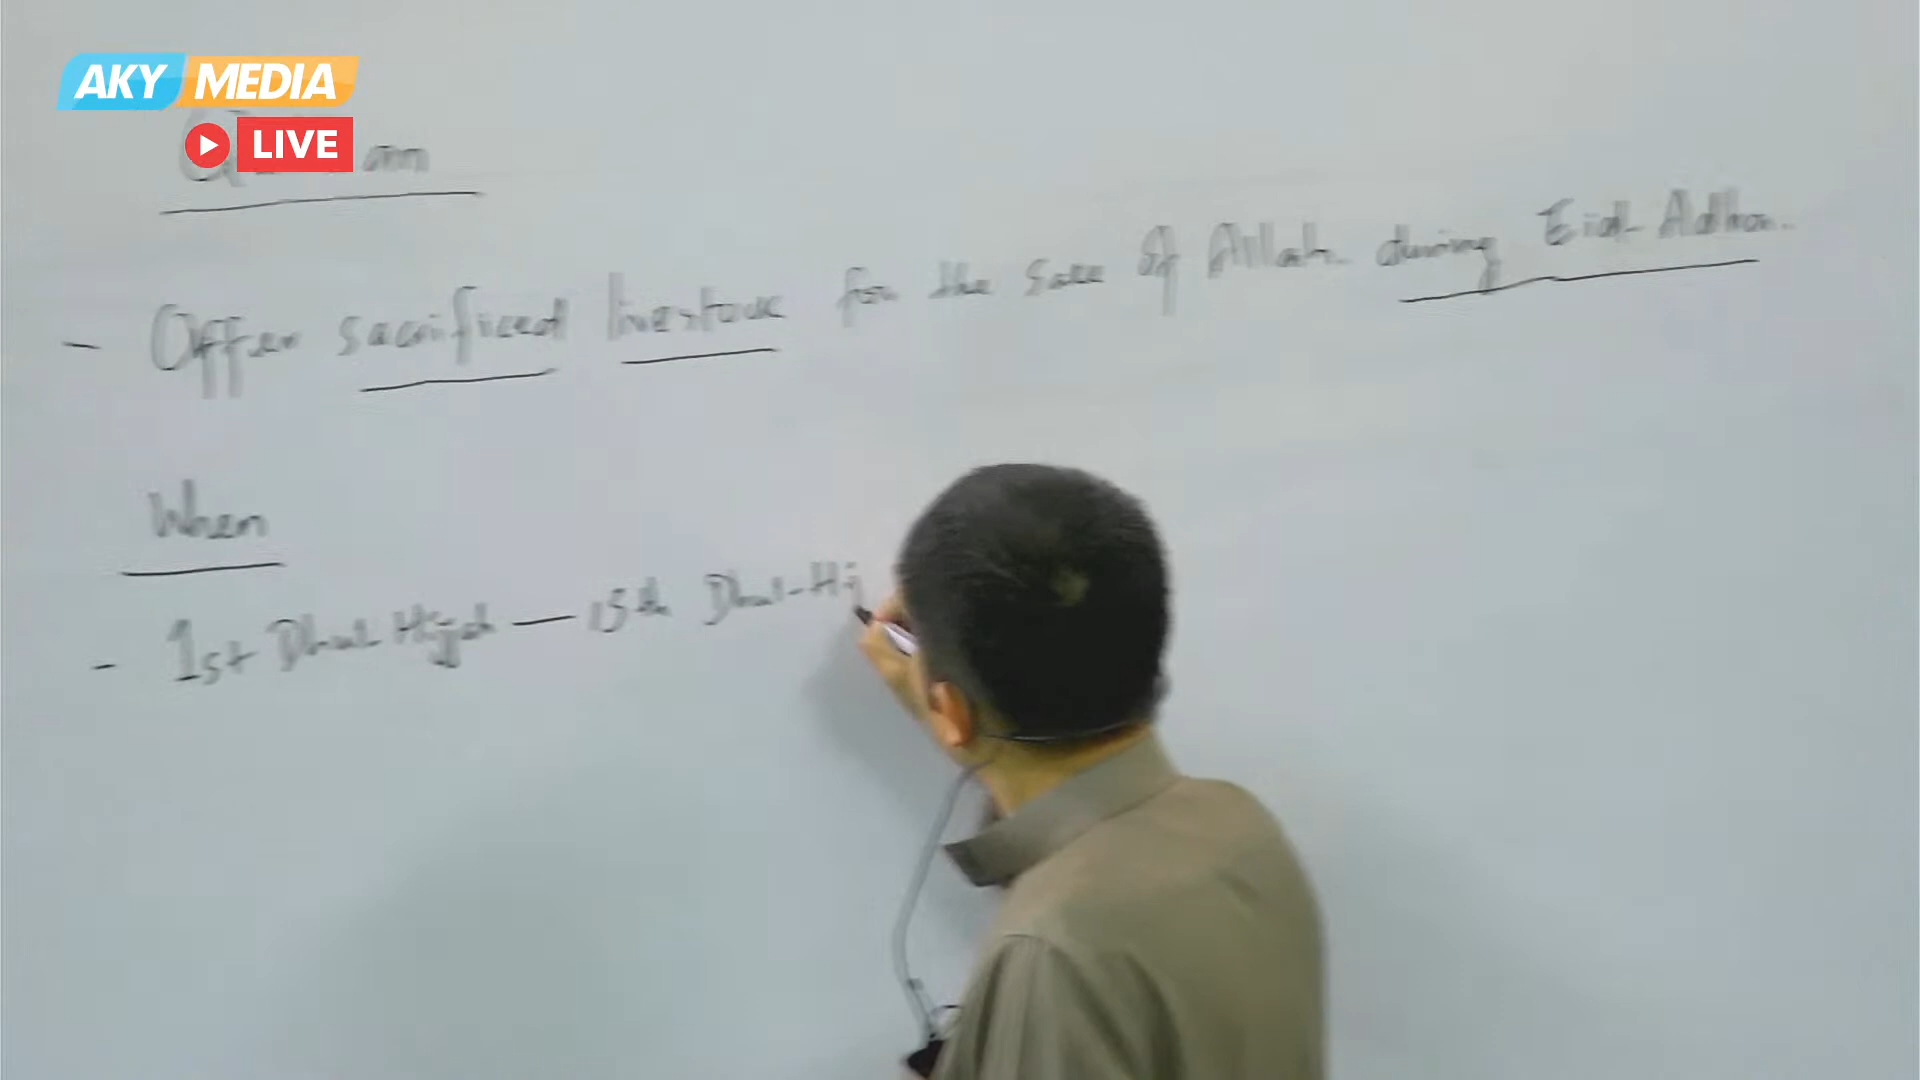 AKY MEDIA
LIVE
- Offer sacrificed livestock for the sake of Allah during Eid-Adha.
When
- 1st Dhul Hijjah — 13th Dhul-Hij